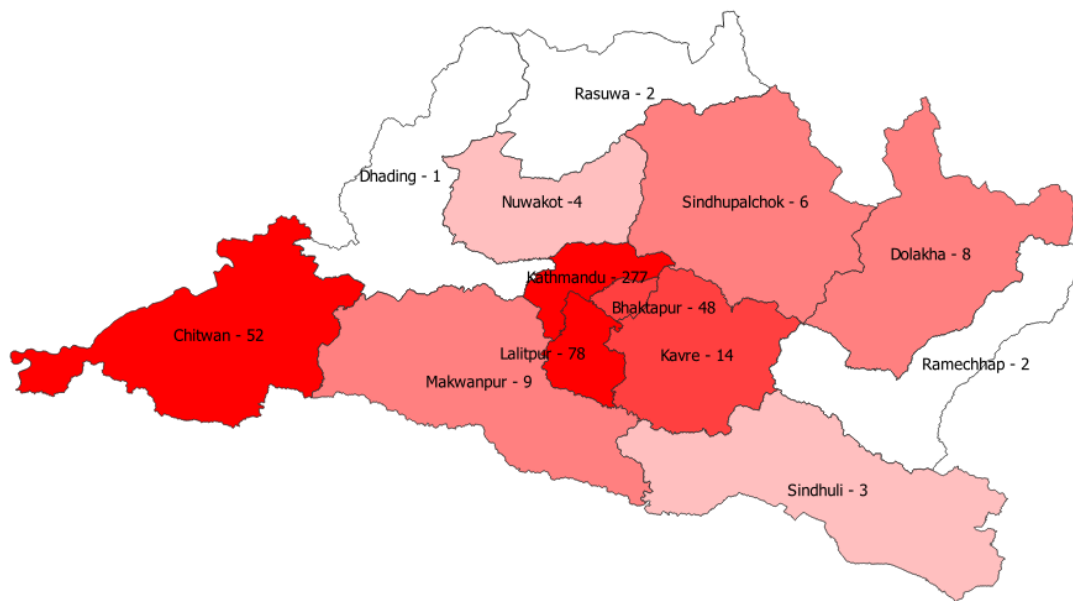 Rasuwa - 2
Dhading - 1
Nuwakot -4
Sindhupalchok - 6
Dolakha - 8
Kathmandu - 277
Bhaktapur - 48
Chitwan - 52
Lalitpur - 78
Kavre - 14
Ramechhap - 2
Makwanpur - 9
Sindhuli - 3